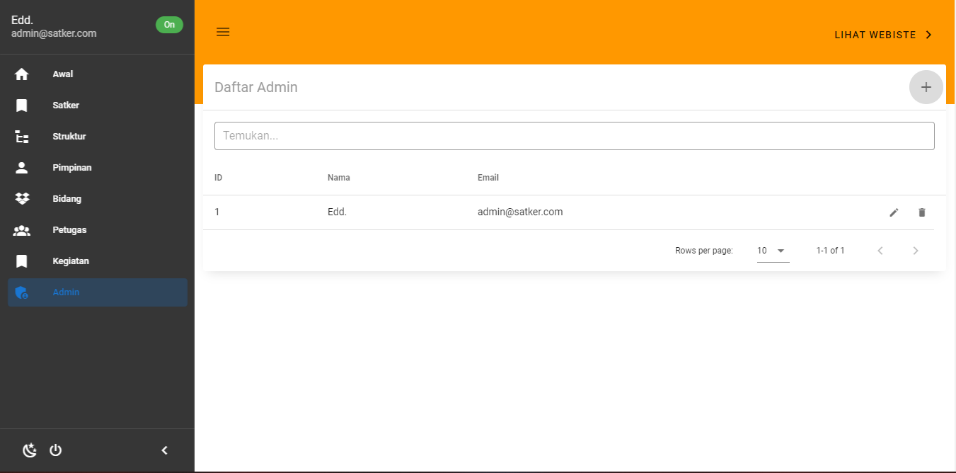 Edd.
admin@satker.com
On
Awal
Satker
Struktur
Pimpinan
Bidang
Petugas
Kegiatan
Admin
LIHAT WEBISTE
Daftar Admin
Temukan...
ID Nama Email
1 Edd. admin@satker.com
Rows per page: 10 1-1 of 1